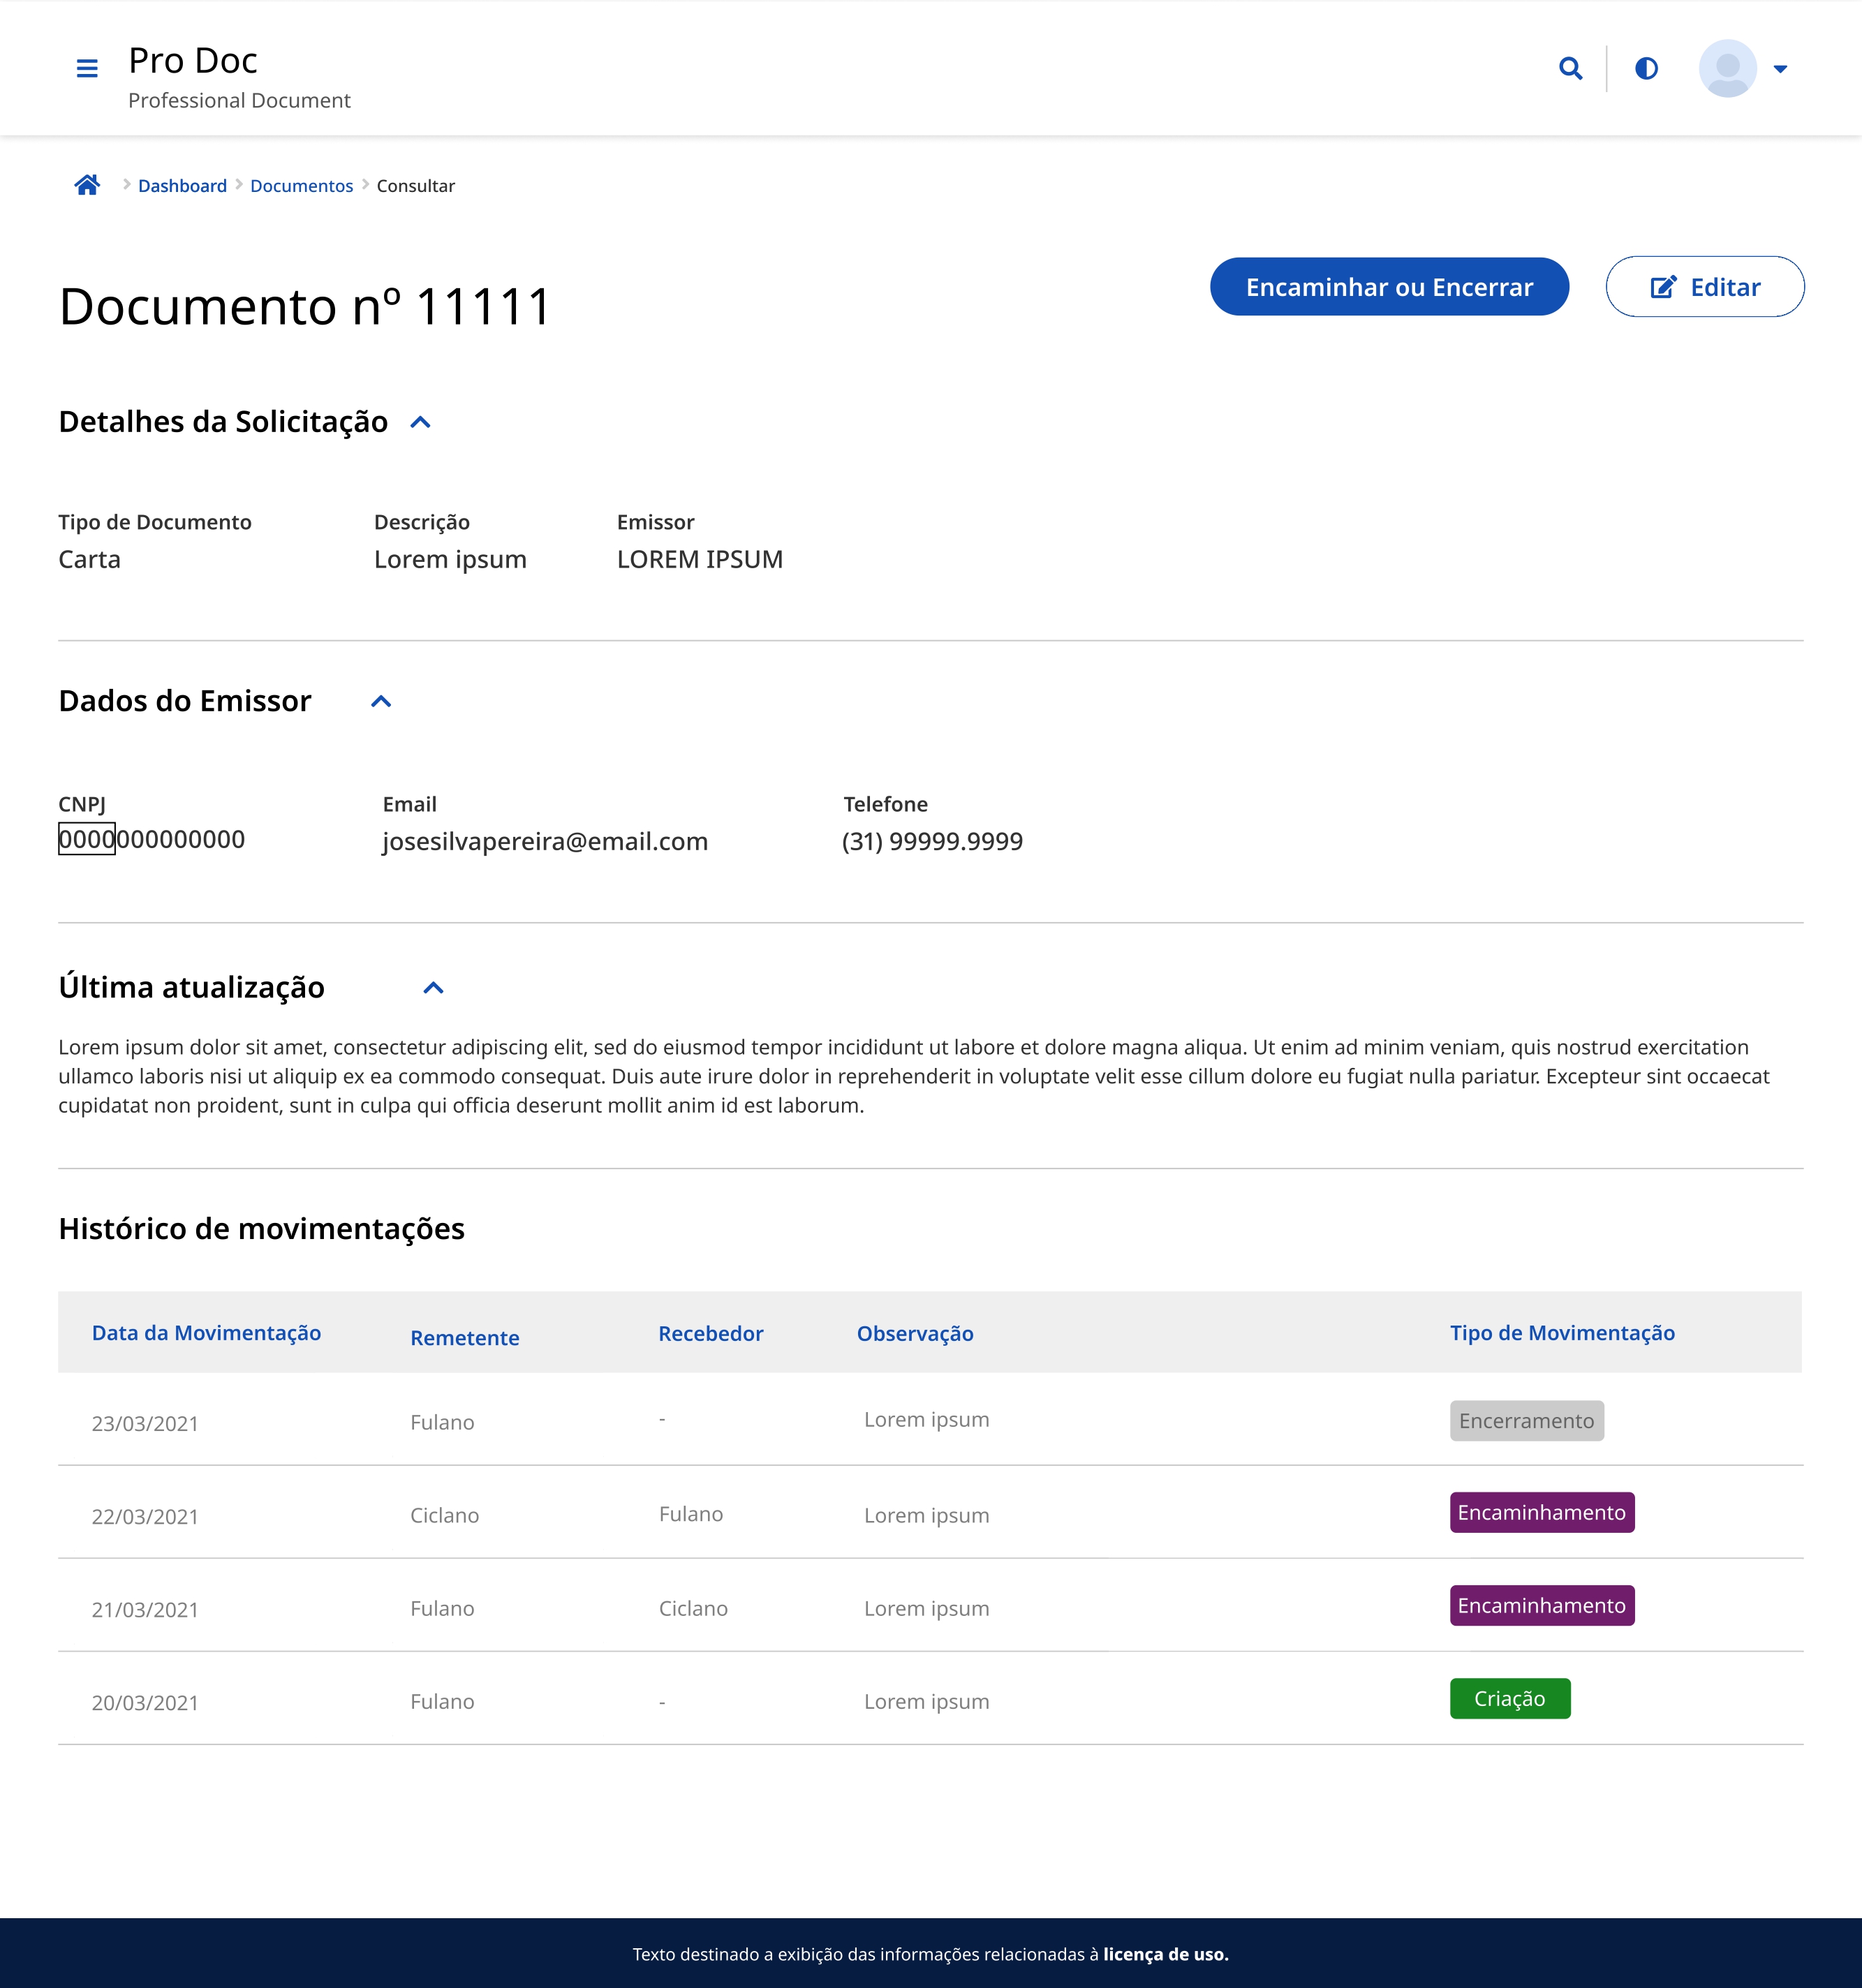 Pro Doc
Professional Document
Dashboard Documentos Consultar
Documento nº 11111
Encaminhar ou Encerrar
Editar
Detalhes da Solicitação
Tipo de Documento Descrição Emissor
Carta Lorem ipsum LOREM IPSUM
Dados do Emissor
CNPJ Email Telefone
0000000000000 josesilvapereira@email.com (31) 99999.9999
Última atualização
Lorem ipsum dolor sit amet, consectetur adipiscing elit, sed do eiusmod tempor incididunt ut labore et dolore magna aliqua. Ut enim ad minim veniam, quis nostrud exercitation
ullamco laboris nisi ut aliquip ex ea commodo consequat. Duis aute irure dolor in reprehenderit in voluptate velit esse cillum dolore eu fugiat nulla pariatur. Excepteur sint occaecat
cupidatat non proident, sunt in culpa qui officia deserunt mollit anim id est laborum.
Histórico de movimentações
Data da Movimentação Remetente Recebedor Observação Tipo de Movimentação
23/03/2021 Fulano - Lorem ipsum Encerramento
22/03/2021 Ciclano Fulano Lorem ipsum Encaminhamento
21/03/2021 Fulano Ciclano Lorem ipsum Encaminhamento
20/03/2021 Fulano - Lorem ipsum Criação
Texto destinado a exibição das informações relacionadas à licença de uso.